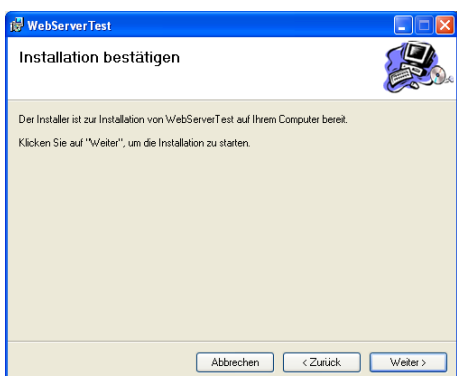 WebServerTest
Installation bestätigen
Der Installer ist zur Installation von WebServerTest auf Ihrem Computer bereit.
Klicken Sie auf "Weiter", um die Installation zu starten.
Abbrechen
< Zurück
Weiter >